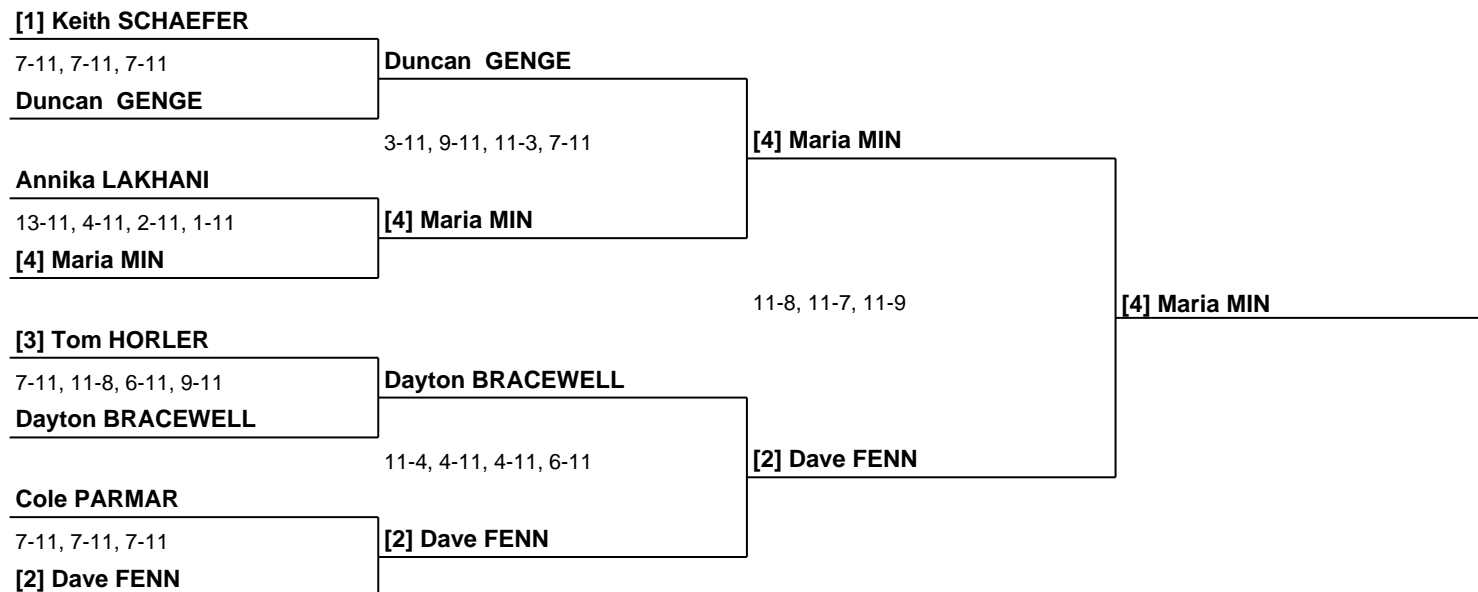 [1] Keith SCHAEFER
7-11, 7-11, 7-11
Duncan  GENGE
Duncan  GENGE
3-11, 9-11, 11-3, 7-11
[4] Maria MIN
Annika LAKHANI
13-11, 4-11, 2-11, 1-11
[4] Maria MIN
[4] Maria MIN
11-8, 11-7, 11-9
[4] Maria MIN
[3] Tom HORLER
7-11, 11-8, 6-11, 9-11
Dayton BRACEWELL
Dayton BRACEWELL
11-4, 4-11, 4-11, 6-11
[2] Dave FENN
Cole PARMAR
7-11, 7-11, 7-11
[2] Dave FENN
[2] Dave FENN